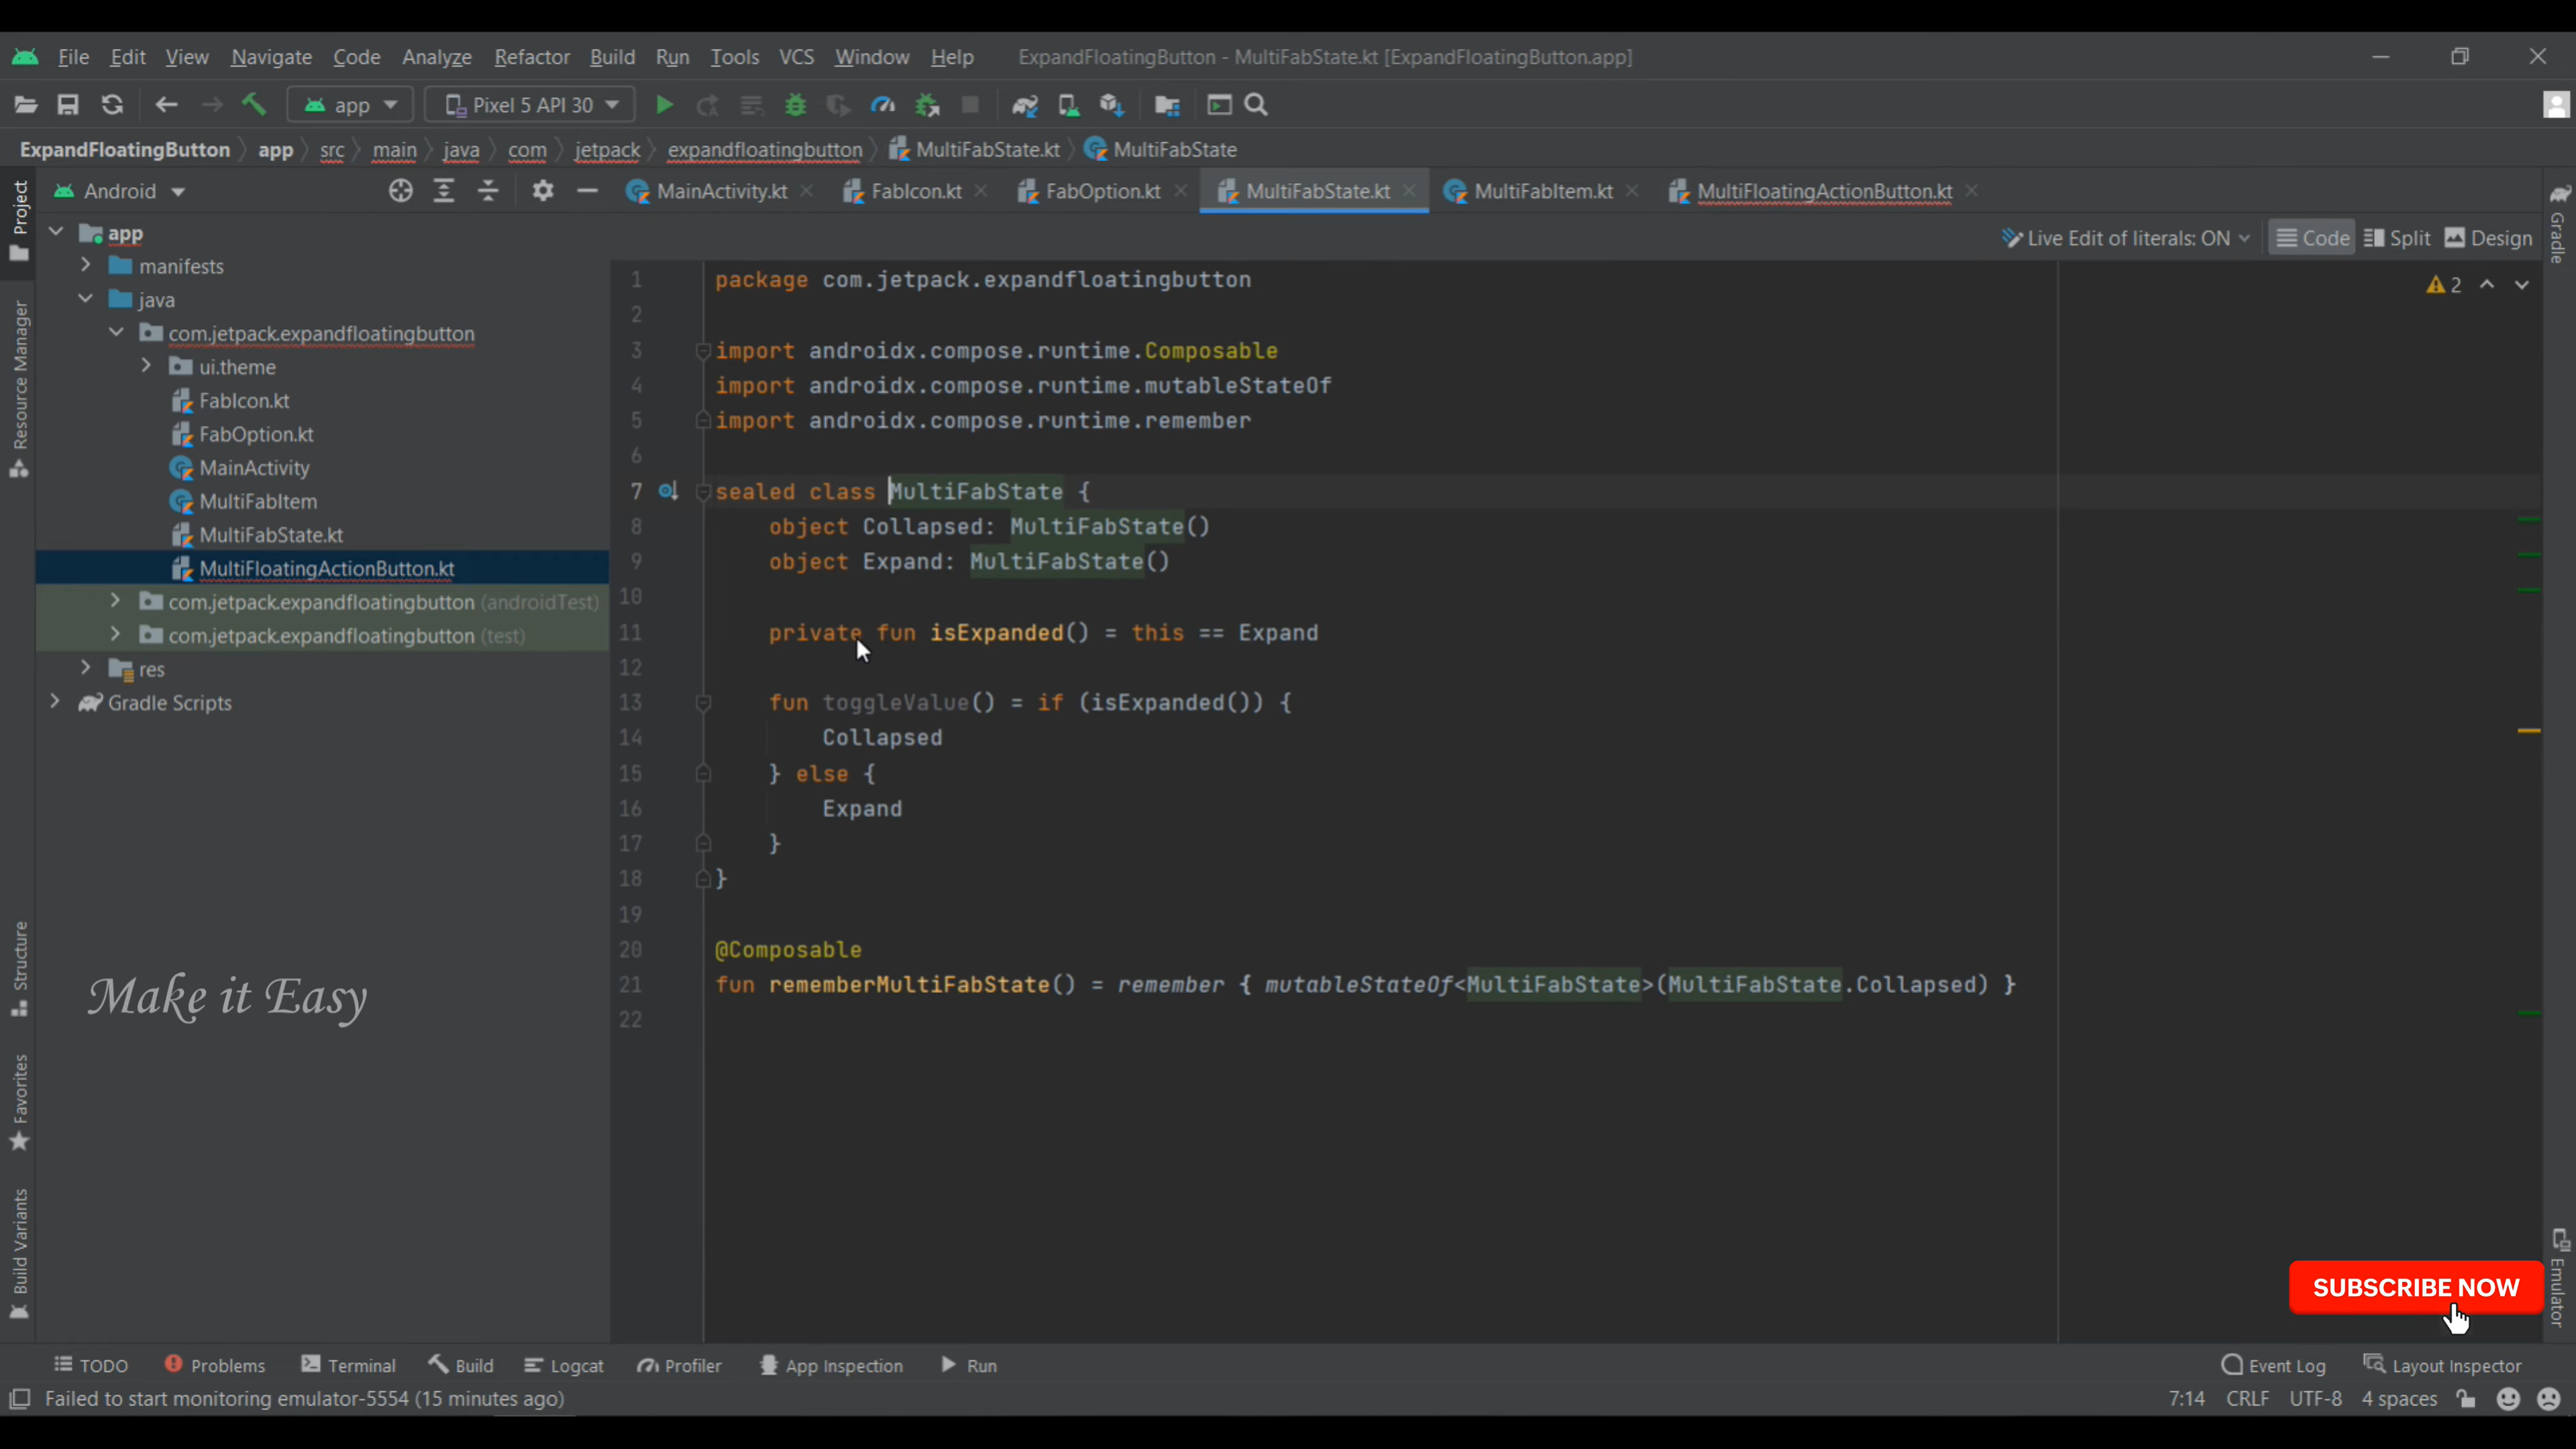 File Edit View Navigate Code Analyze Refactor Build Run Tools VCS Window Help ExpandFloatingButton - MultiFabState.kt [ExpandFloatingButton.app]
app Pixel 5 API 30
ExpandFloatingButton app src main java com jetpack expandfloatingbutton MultiFabState.kt MultiFabState
Android MainActivity.kt FabIcon.kt FabOption.kt MultiFabState.kt MultiFabItem.kt MultiFloatingActionButton.kt
Live Edit of literals: ON Code Split Design
2
Project
Resource Manager
Structure
Favorites
Build Variants
app
manifests
java
com.jetpack.expandfloatingbutton
ui.theme
FabIcon.kt
FabOption.kt
MainActivity
MultiFabItem
MultiFabState.kt
MultiFloatingActionButton.kt
com.jetpack.expandfloatingbutton (androidTest)
com.jetpack.expandfloatingbutton (test)
res
Gradle Scripts
Make it Easy
1 package com.jetpack.expandfloatingbutton
2
3 import androidx.compose.runtime.Composable
4 import androidx.compose.runtime.mutableStateOf
5 import androidx.compose.runtime.remember
6
7 sealed class MultiFabState {
8 object Collapsed: MultiFabState()
9 object Expand: MultiFabState()
10
11 private fun isExpanded() = this == Expand
12
13 fun toggleValue() = if (isExpanded()) {
14 Collapsed
15 } else {
16 Expand
17 }
18 }
19
20 @Composable
21 fun rememberMultiFabState() = remember { mutableStateOf<MultiFabState>(MultiFabState.Collapsed) }
22
Gradle
Emulator
SUBSCRIBE NOW
TODO Problems Terminal Build Logcat Profiler App Inspection Run Event Log Layout Inspector
Failed to start monitoring emulator-5554 (15 minutes ago) 7:14 CRLF UTF-8 4 spaces